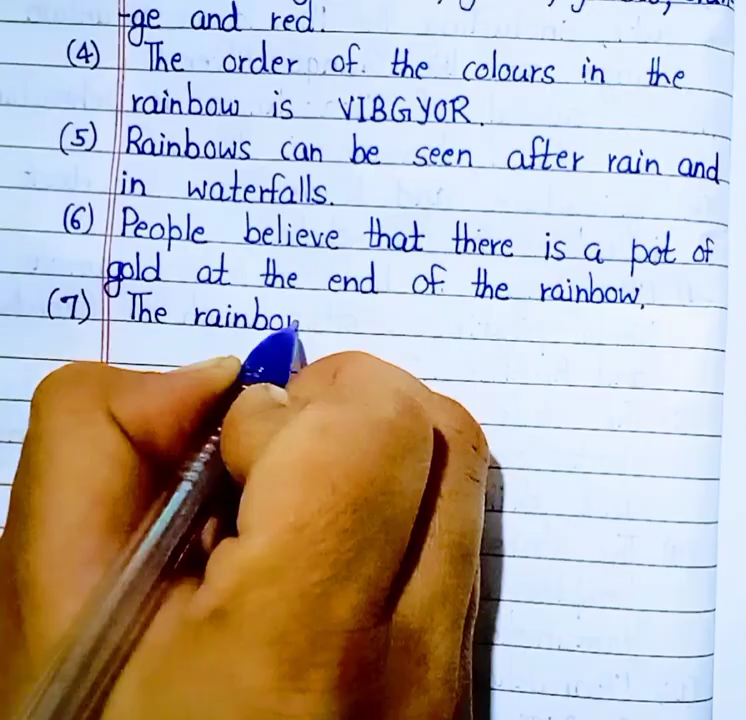 -ge and red.
(4) The order of the colours in the
rainbow is VIBGYOR.
(5) Rainbows can be seen after rain and
in waterfalls.
(6) People believe that there is a pot of
gold at the end of the rainbow.
(7) The rainbo